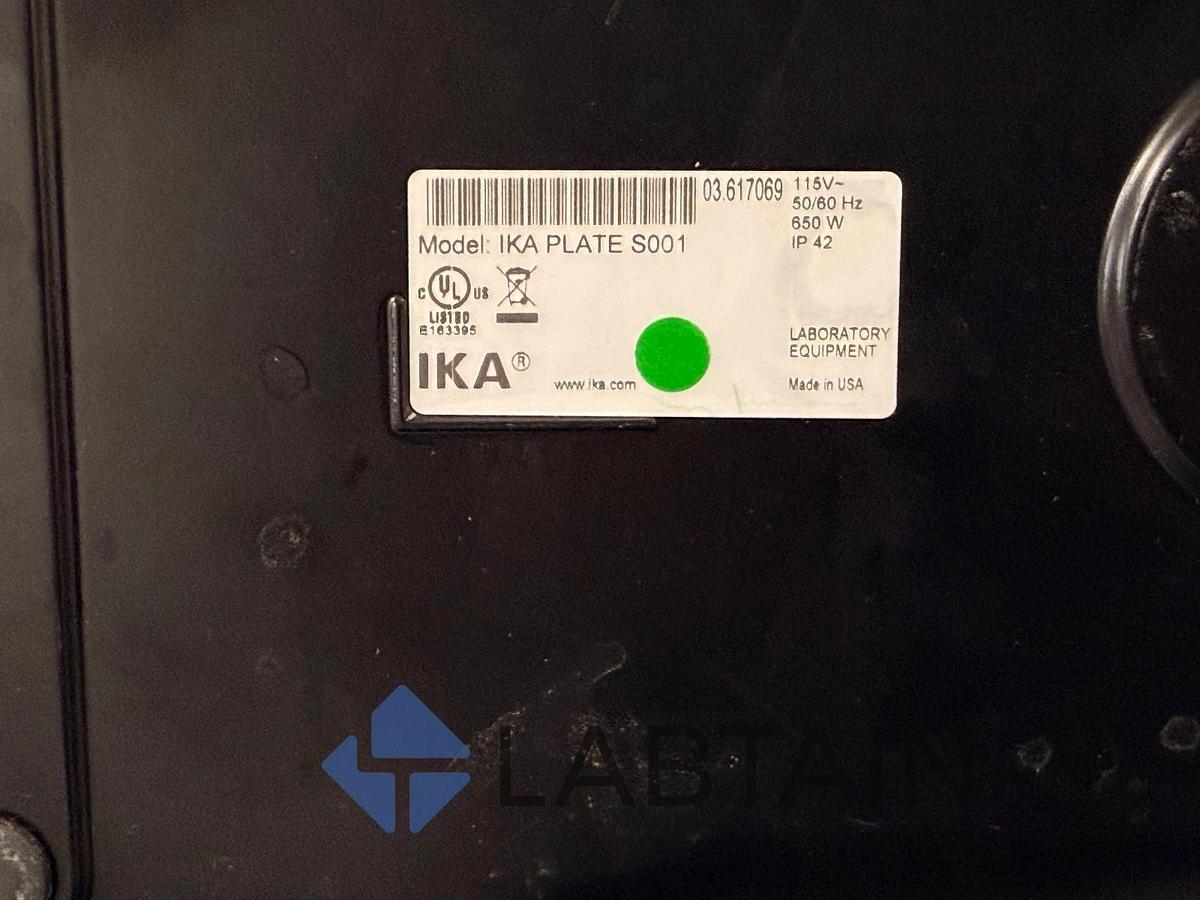 03.617069
115V~
50/60 Hz
650 W
IP 42
Model: IKA PLATE S001
C UL US
LISTED
E163395
IKA®
www.ika.com
LABORATORY
EQUIPMENT
Made in USA
LABTAIN